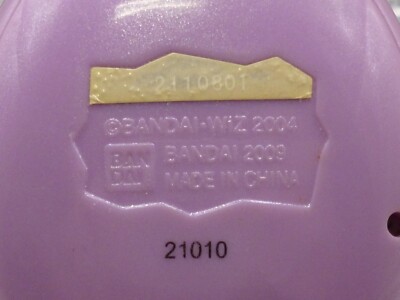 2110801
©BANDAI·WiZ 2004
BAN
DAI
BANDAI 2009
MADE IN CHINA
21010